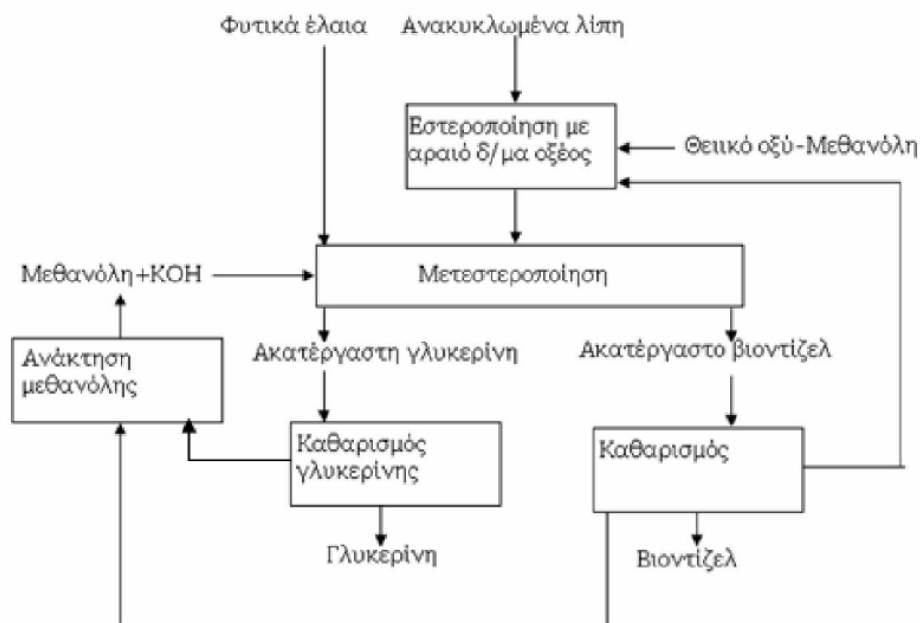 Φυτικά έλαια
Ανακυκλωμένα λίπη
Εστεροποίηση με
αραιό δ/μα οξέος
Θειικό οξύ-Μεθανόλη
Μεθανόλη+ΚΟΗ
Μετεστεροποίηση
Ανάκτηση
μεθανόλης
Ακατέργαστη γλυκερίνη
Ακατέργαστο βιοντίζελ
Καθαρισμός
γλυκερίνης
Καθαρισμός
Γλυκερίνη
Βιοντίζελ